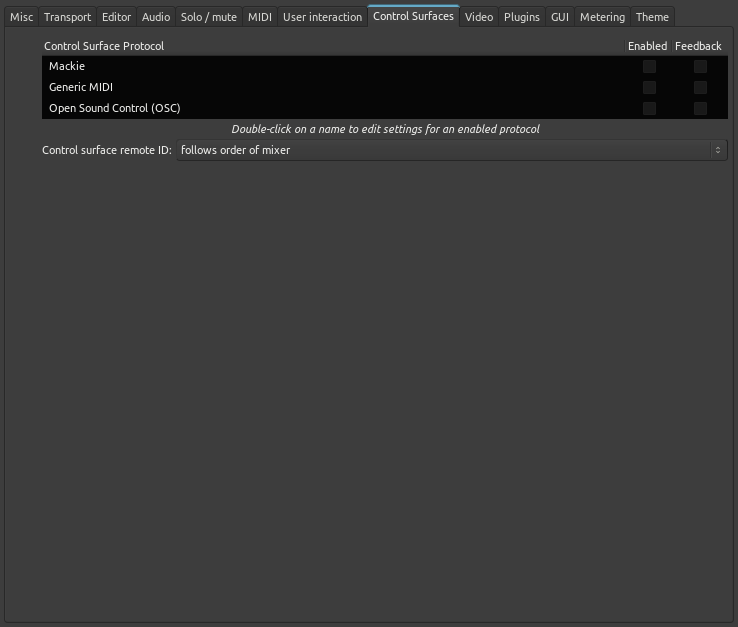 Misc Transport Editor Audio Solo / mute MIDI User interaction Control Surfaces Video Plugins GUI Metering Theme
Control Surface Protocol Enabled Feedback
Mackie
Generic MIDI
Open Sound Control (OSC)
Double-click on a name to edit settings for an enabled protocol
Control surface remote ID: follows order of mixer